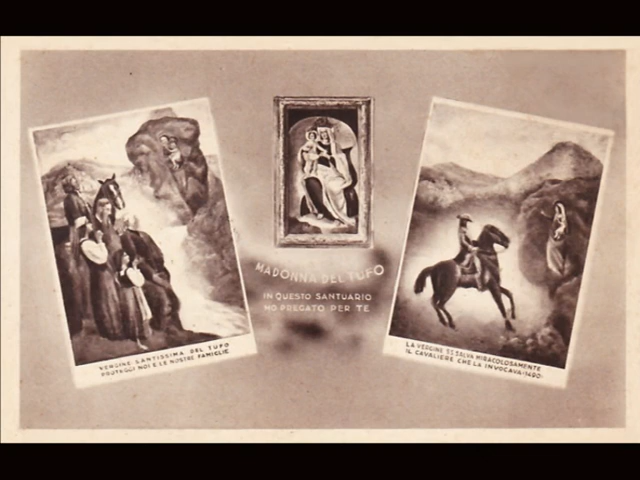 MADONNA DEL TUFO
IN QUESTO SANTUARIO
HO PREGATO PER TE
VERGINE SANTISSIMA DEL TUFO
PROTEGGI NOI E LE NOSTRE FAMIGLIE
LA VERGINE SS. SALVA MIRACOLOSAMENTE
IL CAVALIERE CHE LA INVOCAVA (1490)